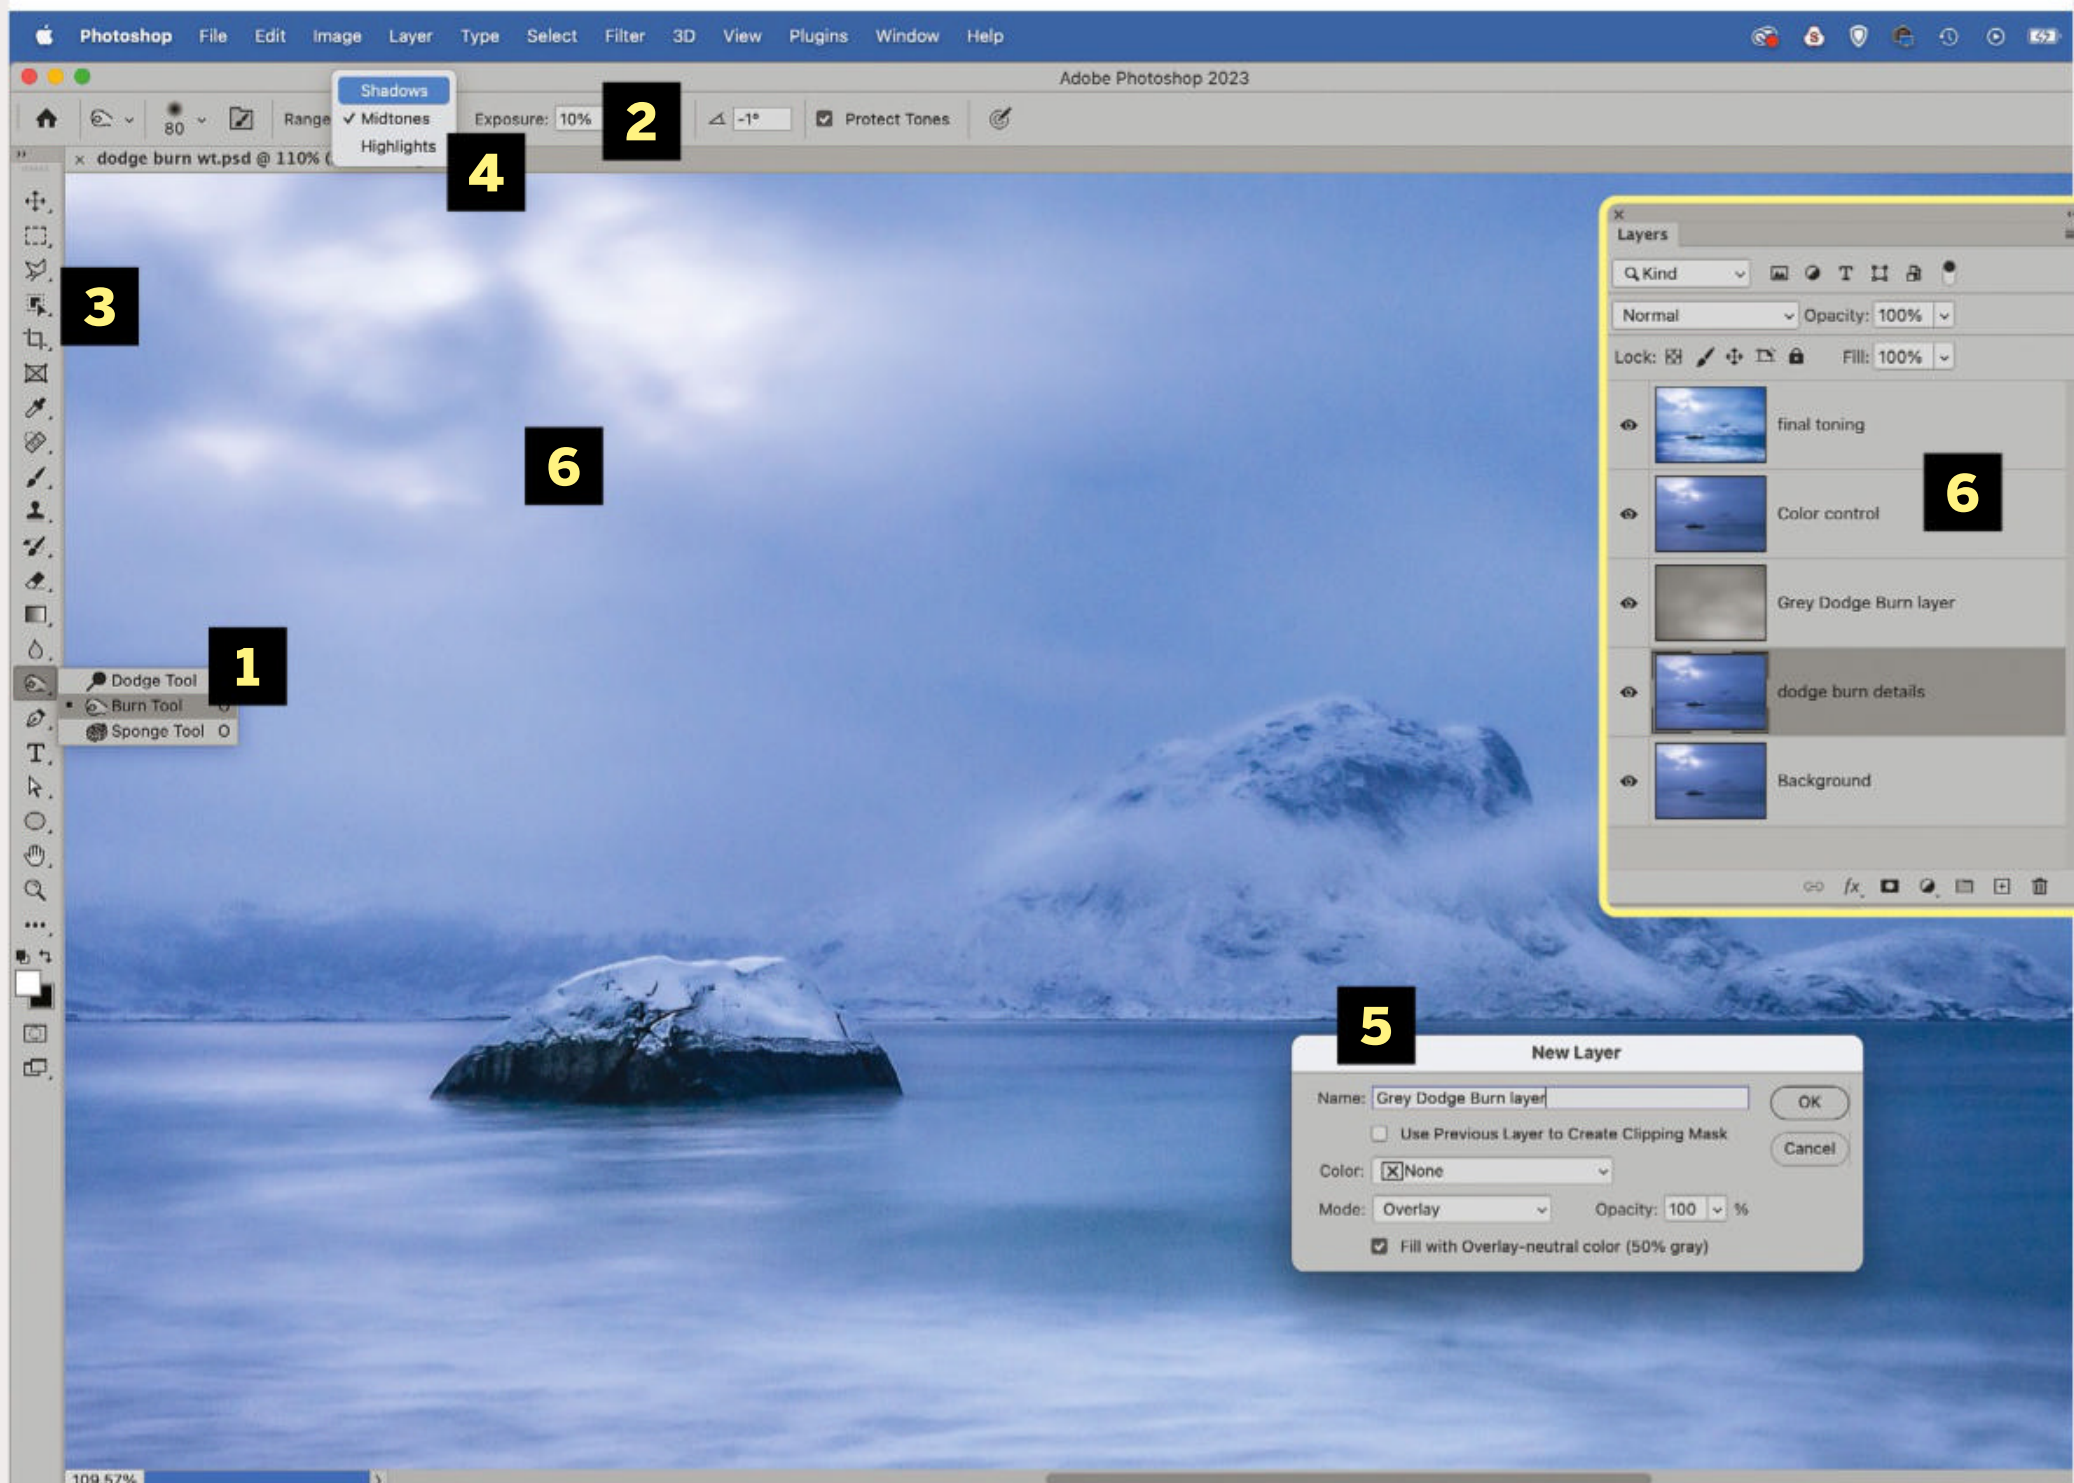 Photoshop File Edit Image Layer Type Select Filter 3D View Plugins Window Help
Adobe Photoshop 2023
80 Range Shadows
✓ Midtones
Highlights
Exposure: 10%
2
-1°
Protect Tones
4
× dodge burn wt.psd @ 110% (
3
6
1
Dodge Tool
Burn Tool
Sponge Tool O
Layers
Kind
Normal Opacity: 100%
Lock: Fill: 100%
final toning
6
Color control
Grey Dodge Burn layer
dodge burn details
Background
fx
5
New Layer
Name: Grey Dodge Burn layer
OK
Use Previous Layer to Create Clipping Mask
Cancel
Color: None
Mode: Overlay Opacity: 100 %
Fill with Overlay-neutral color (50% gray)
109.57%